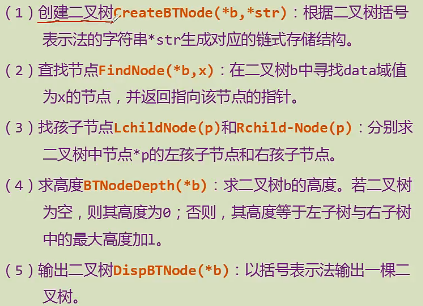 （1）创建二叉树CreateBTNode(*b,*str)：根据二叉树括号
表示法的字符串*str生成对应的链式存储结构。
（2）查找节点FindNode(*b,x)：在二叉树b中寻找data域值
为x的节点，并返回指向该节点的指针。
（3）找孩子节点LchildNode(p)和Rchild-Node(p)：分别求
二叉树中节点*p的左孩子节点和右孩子节点。
（4）求高度BTNodeDepth(*b)：求二叉树b的高度。若二叉树
为空，则其高度为0；否则，其高度等于左子树与右子树
中的最大高度加l。
（5）输出二叉树DispBTNode(*b)：以括号表示法输出一棵二
叉树。